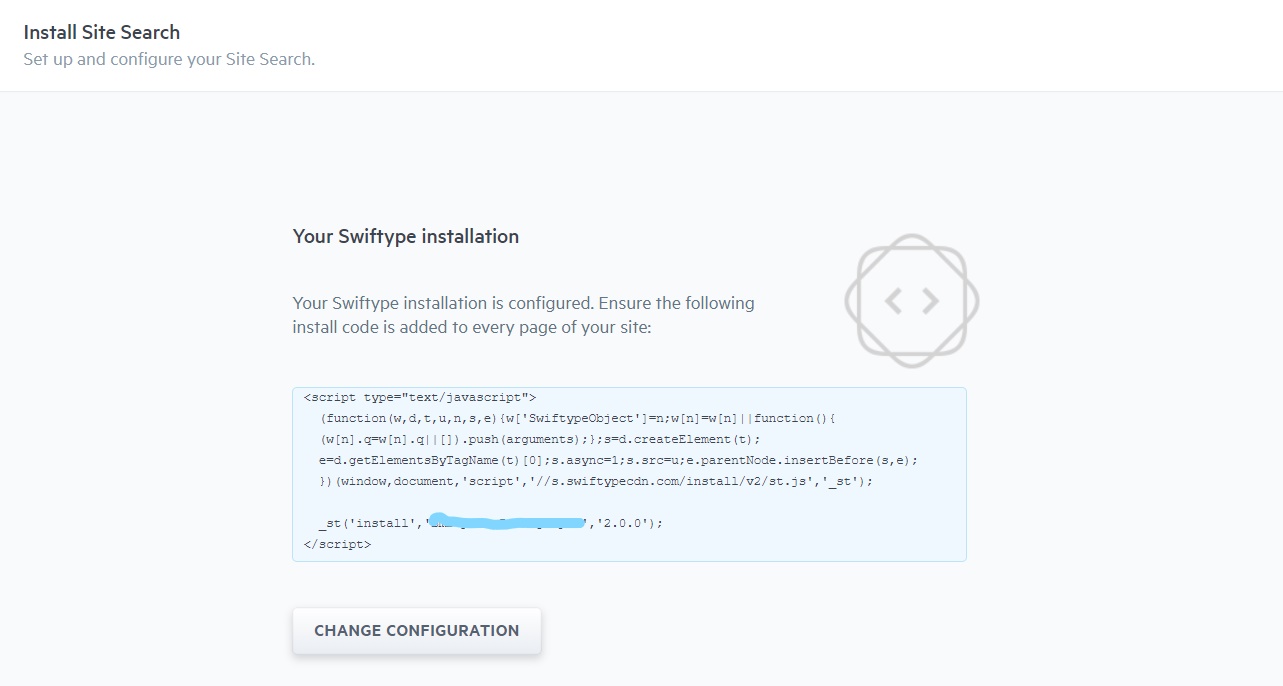 Install Site Search
Set up and configure your Site Search.
Your Swiftype installation
Your Swiftype installation is configured. Ensure the following
install code is added to every page of your site:
<script type="text/javascript">
(function(w,d,t,u,n,s,e){w['SwiftypeObject']=n;w[n]=w[n]||function(){
(w[n].q=w[n].q||[]).push(arguments);};s=d.createElement(t);
e=d.getElementsByTagName(t)[0];s.async=1;s.src=u;e.parentNode.insertBefore(s,e);
})(window,document,'script','//s.swiftypecdn.com/install/v2/st.js','_st');
_st('install',' ','2.0.0');
</script>
CHANGE CONFIGURATION